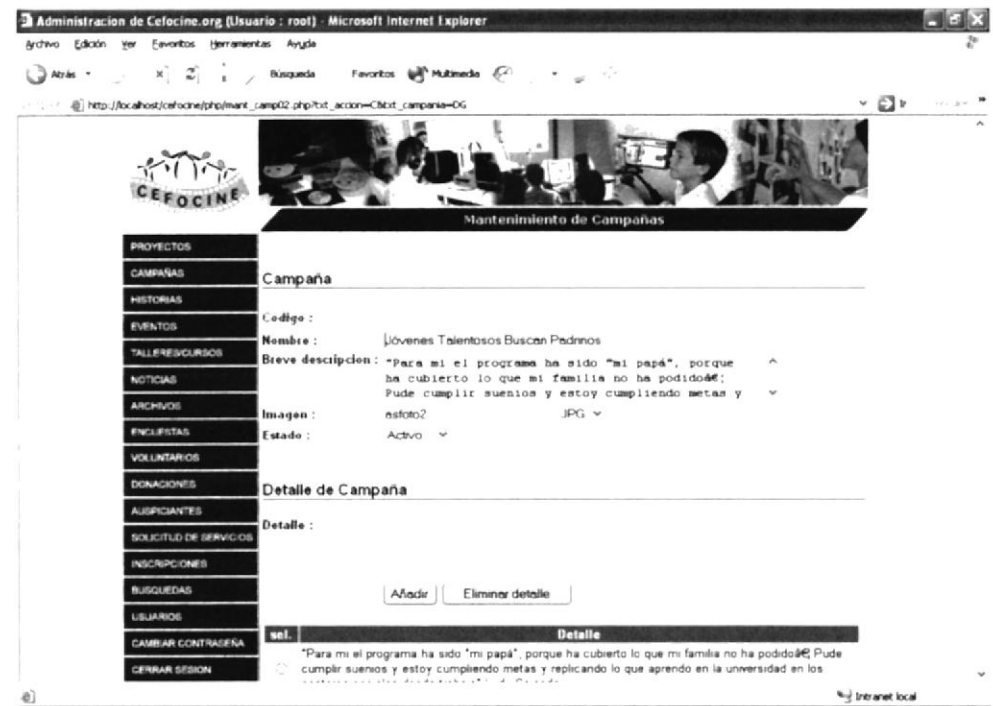 Administracion de Cefocine.org (Usuario : root) - Microsoft Internet Explorer
Archivo Edición Ver Favoritos Herramientas Ayuda
Atrás Búsqueda Favoritos Multimedia
http://localhost/cefocine/php/mant_camp02.php?txt_accion=C&txt_campania=DG Ir
CEFOCINE
Mantenimiento de Campañas
PROYECTOS
CAMPAÑAS
HISTORIAS
EVENTOS
TALLERES/CURSOS
NOTICIAS
ARCHIVOS
ENCUESTAS
VOLUNTARIOS
DONACIONES
AUSPICIANTES
SOLICITUD DE SERVICIOS
INSCRIPCIONES
BUSQUEDAS
USUARIOS
CAMBIAR CONTRASEÑA
CERRAR SESION
Campaña
Codigo :
Nombre : Jóvenes Talentosos Buscan Padrinos
Breve descripcion : "Para mi el programa ha sido "mi papá", porque
ha cubierto lo que mi familia no ha podidoâ€¦
Pude cumplir suenios y estoy cumpliendo metas y
Imagen : asfoto2 JPG
Estado : Activo
Detalle de Campaña
Detalle :
Añadir Eliminar detalle
sel. Detalle
"Para mi el programa ha sido "mi papá", porque ha cubierto lo que mi familia no ha podidoâ€¦ Pude
cumplir suenios y estoy cumpliendo metas y replicando lo que aprendo en la universidad en los
Intranet local